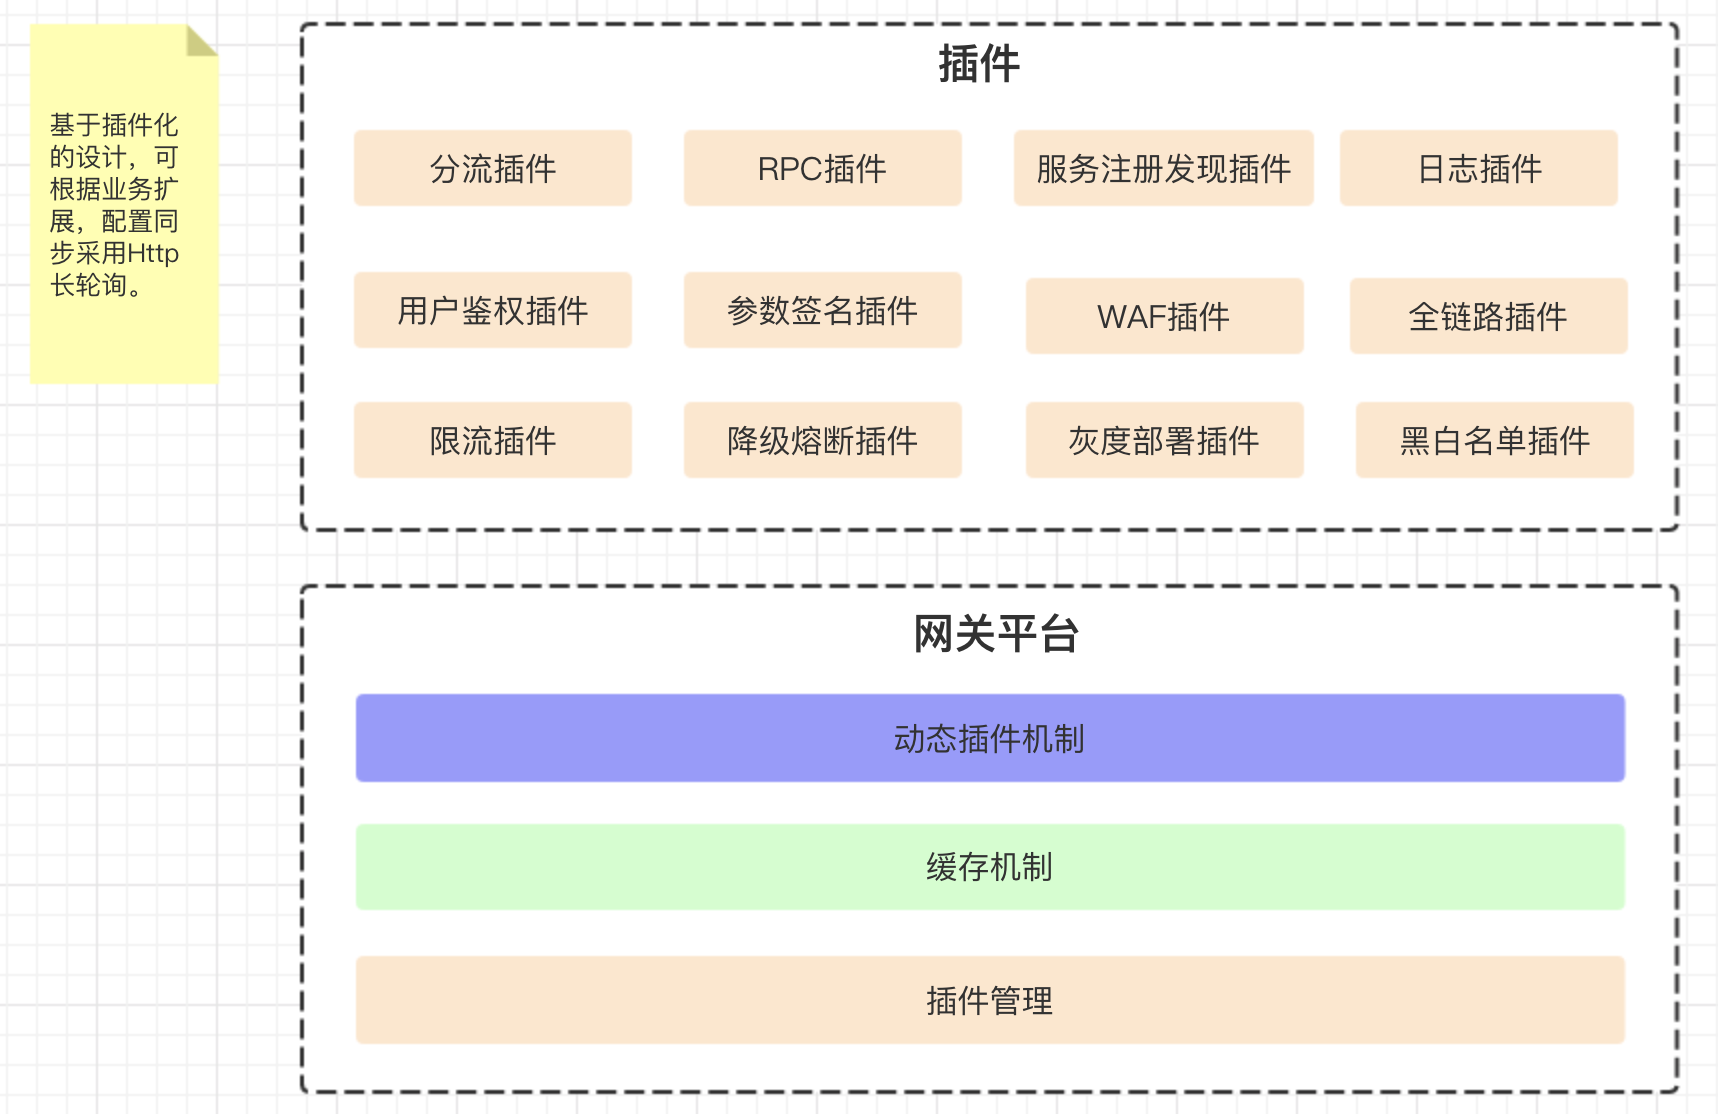 基于插件化
的设计，可
根据业务扩
展，配置同
步采用Http
长轮询。
插件
分流插件
RPC插件
服务注册发现插件
日志插件
用户鉴权插件
参数签名插件
WAF插件
全链路插件
限流插件
降级熔断插件
灰度部署插件
黑白名单插件
网关平台
动态插件机制
缓存机制
插件管理